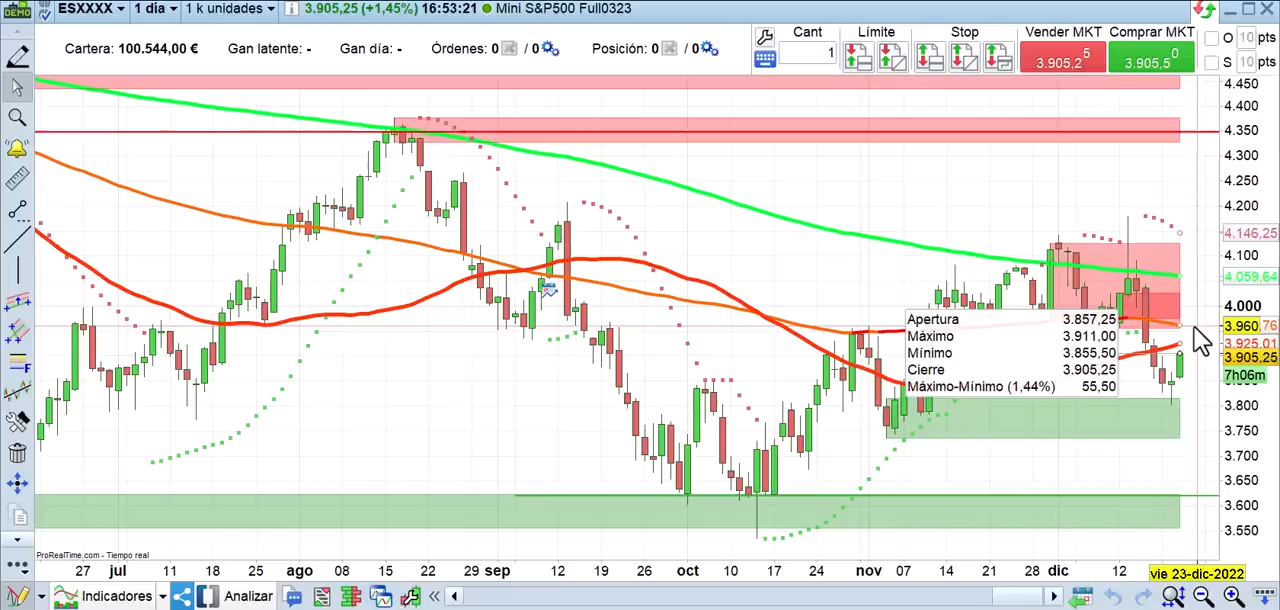 DEMO ESXXXX 1 día 1 k unidades 3.905,25 (+1,45%) 16:53:21 Mini S&P500 Full0323
Cartera: 100.544,00 € Gan latente: - Gan día: - Órdenes: 0 / 0 Posición: 0 / 0
Cant Límite Stop Vender MKT Comprar MKT
1 3.902,5 3.905,0
O 10 pts
S 10 pts
4.450
4.400
4.350
4.300
4.250
4.200
4.146,25
4.100
4.059,64
4.000
3.960,76
3.925,01
3.905,25
7h06m
3.800
3.750
3.700
3.650
3.600
3.550
Apertura 3.857,25
Máximo 3.911,00
Mínimo 3.855,50
Cierre 3.905,25
Máximo-Mínimo (1,44%) 55,50
ProRealTime.com - Tiempo real
27 jul 11 18 25 ago 08 15 22 29 sep 12 19 26 oct 10 17 24 nov 07 14 21 28 dic 12 vie 23-dic-2022
Indicadores Analizar